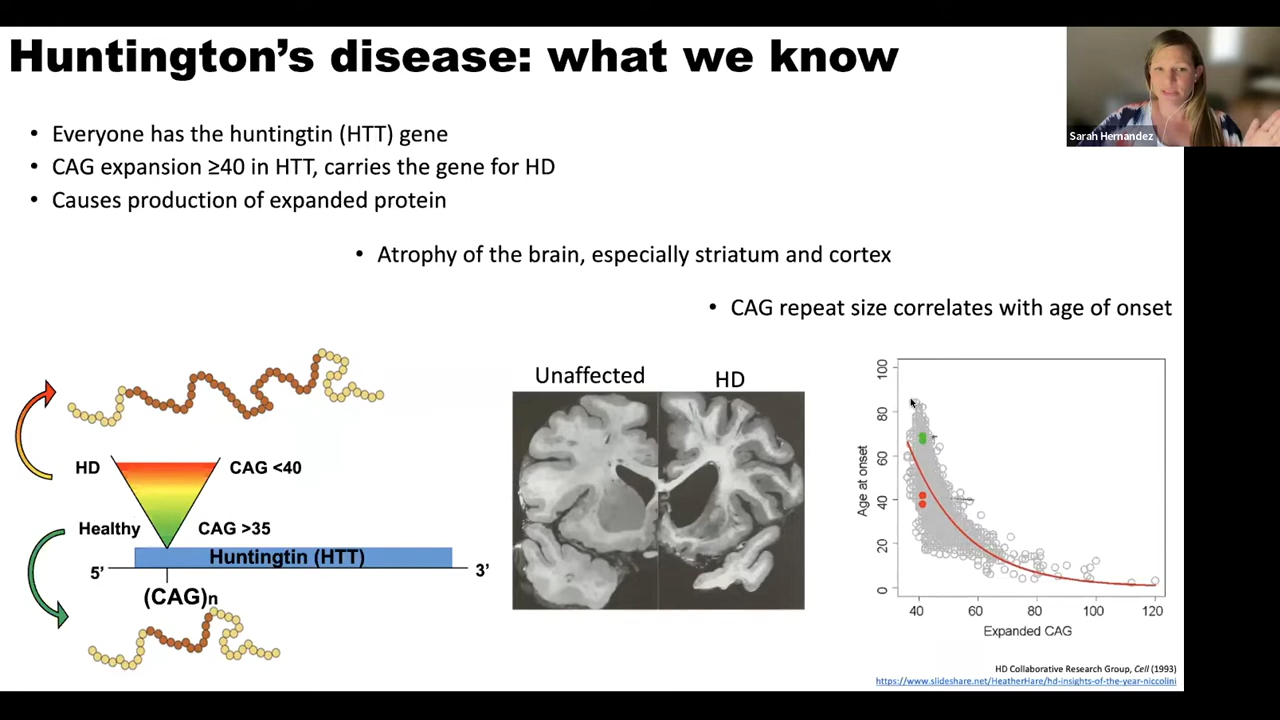 Huntington’s disease: what we know
Sarah Hernandez
• Everyone has the huntingtin (HTT) gene
• CAG expansion ≥40 in HTT, carries the gene for HD
• Causes production of expanded protein
• Atrophy of the brain, especially striatum and cortex
• CAG repeat size correlates with age of onset
HD
CAG <40
Healthy
CAG >35
Huntingtin (HTT)
5’
3’
(CAG)n
Unaffected
HD
Age at onset
100
80
60
40
20
0
40 60 80 100 120
Expanded CAG
HD Collaborative Research Group, Cell (1993)
https://www.slideshare.net/HeatherHare/hd-insights-of-the-year-niccolini